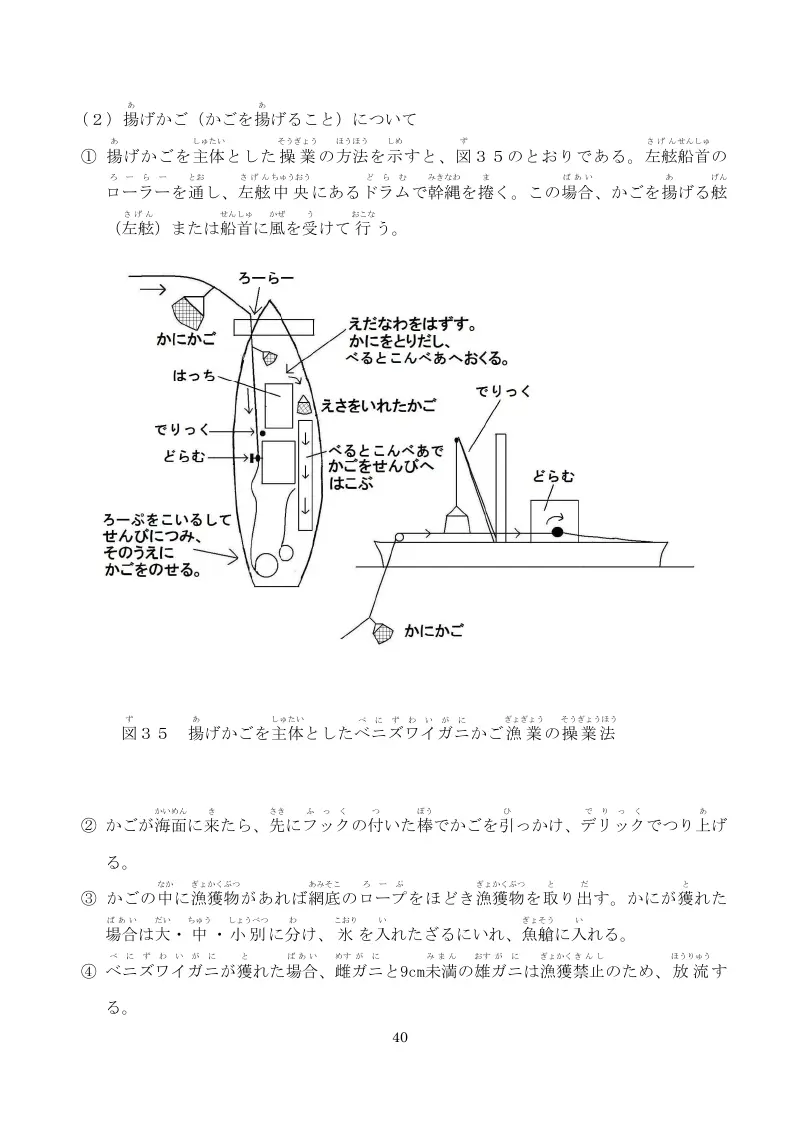 （２）揚げかご（かごを揚げること）について
① 揚げかごを主体とした操業の方法を示すと、図３５のとおりである。左舷船首の
ローラーを通し、左舷中央にあるドラムで幹縄を捲く。この場合、かごを揚げる舷
（左舷）または船首に風を受けて行う。
ろーらー
かにかご
えだなわをはずす。
かにをとりだし、
べるとこんべあへおくる。
はっち
えさをいれたかご
でりっく
どらむ
べるとこんべあで
かごをせんびへ
はこぶ
ろーぷをこいるして
せんびにつみ、
そのうえに
かごをのせる。
でりっく
どらむ
かにかご
図３５　揚げかごを主体としたベニズワイガニかご漁業の操業法
② かごが海面に来たら、先にフックの付いた棒でかごを引っかけ、デリックでつり上げ
る。
③ かごの中に漁獲物があれば網底のロープをほどき漁獲物を取り出す。かにが獲れた
場合は大・中・小別に分け、氷を入れたざるにいれ、魚艙に入れる。
④ ベニズワイガニが獲れた場合、雌ガニと9cm未満の雄ガニは漁獲禁止のため、放流す
る。
40